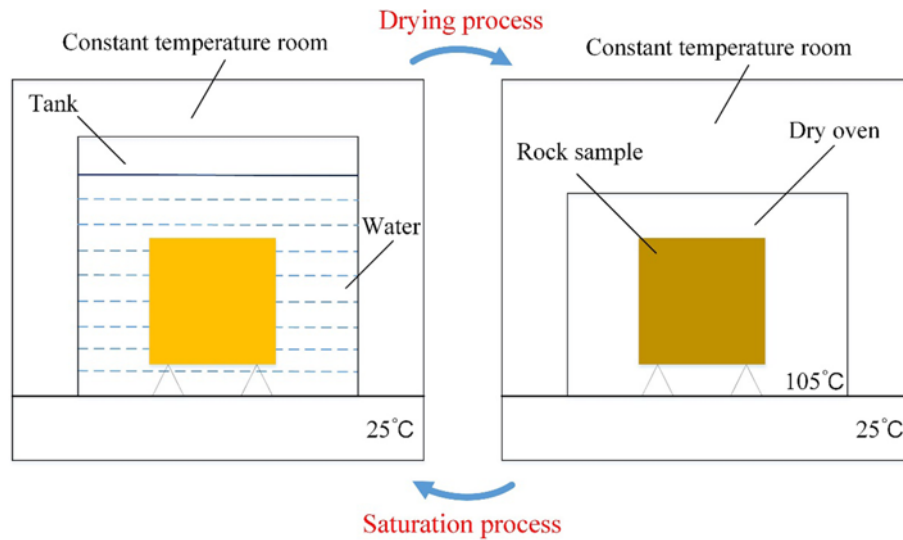 Drying process
Constant temperature room
Tank
Water
25°C
Constant temperature room
Dry oven
Rock sample
105°C
25°C
Saturation process